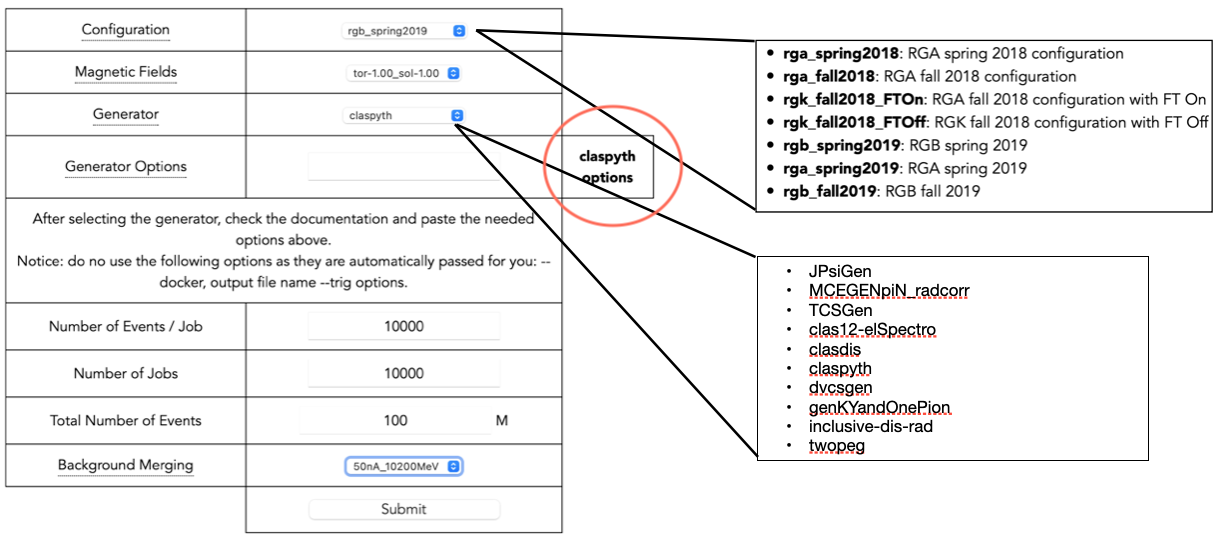 Configuration
rgb_spring2019
Magnetic Fields
tor-1.00_sol-1.00
Generator
claspyth
Generator Options
claspyth
options
After selecting the generator, check the documentation and paste the needed
options above.
Notice: do no use the following options as they are automatically passed for you: --
docker, output file name --trig options.
Number of Events / Job
10000
Number of Jobs
10000
Total Number of Events
100 M
Background Merging
50nA_10200MeV
Submit
• rga_spring2018: RGA spring 2018 configuration
• rga_fall2018: RGA fall 2018 configuration
• rgk_fall2018_FTOn: RGA fall 2018 configuration with FT On
• rgk_fall2018_FTOff: RGK fall 2018 configuration with FT Off
• rgb_spring2019: RGB spring 2019
• rga_spring2019: RGA spring 2019
• rgb_fall2019: RGB fall 2019
• JPsiGen
• MCEGENpiN_radcorr
• TCSGen
• clas12-elSpectro
• clasdis
• claspyth
• dvcsgen
• genKYandOnePion
• inclusive-dis-rad
• twopeg